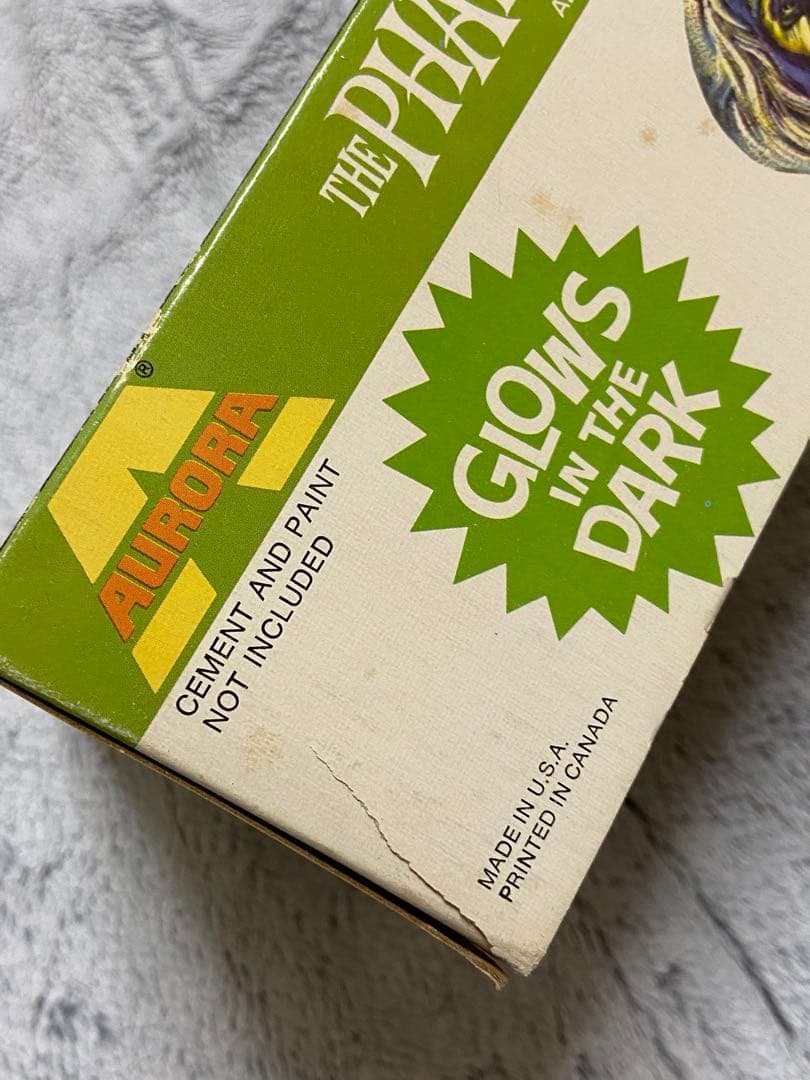 THE PHA
®
AURORA
CEMENT AND PAINT
NOT INCLUDED
GLOWS
IN THE
DARK
MADE IN U.S.A.
PRINTED IN CANADA